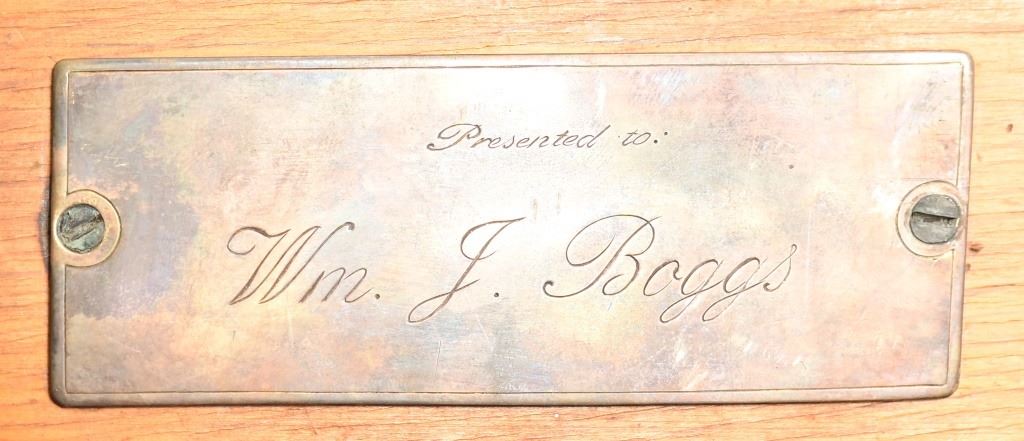 Presented to:
Wm. J. Boggs